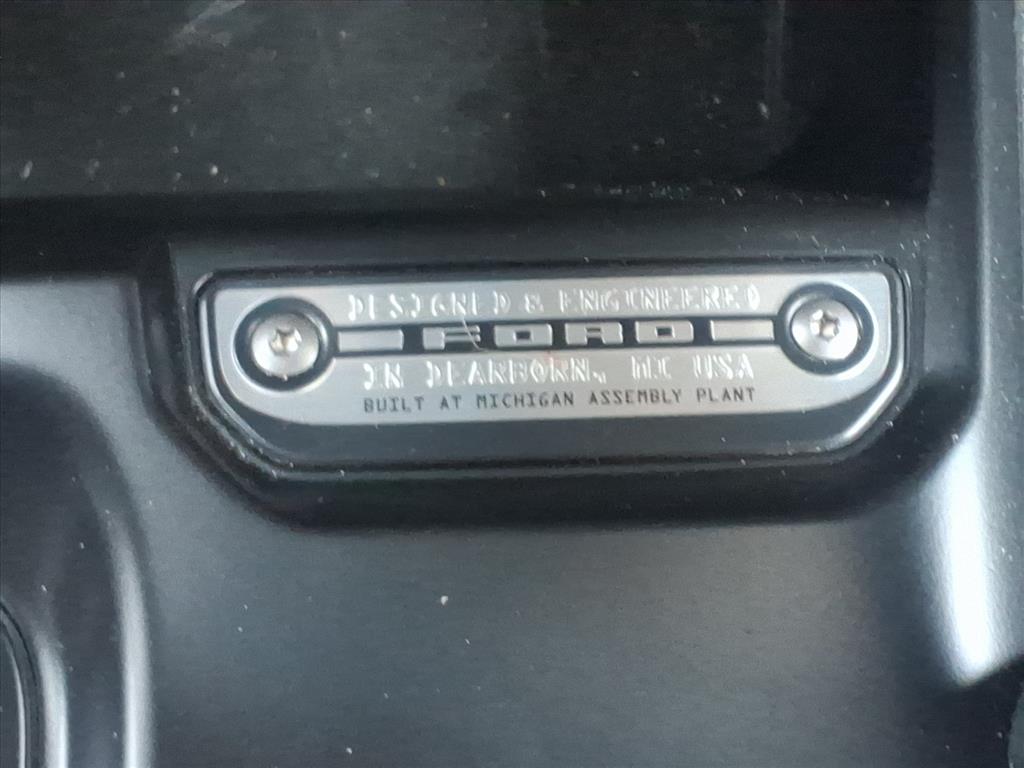 DESIGNED & ENGINEERED
FORD
IN DEARBORN, MI USA
BUILT AT MICHIGAN ASSEMBLY PLANT